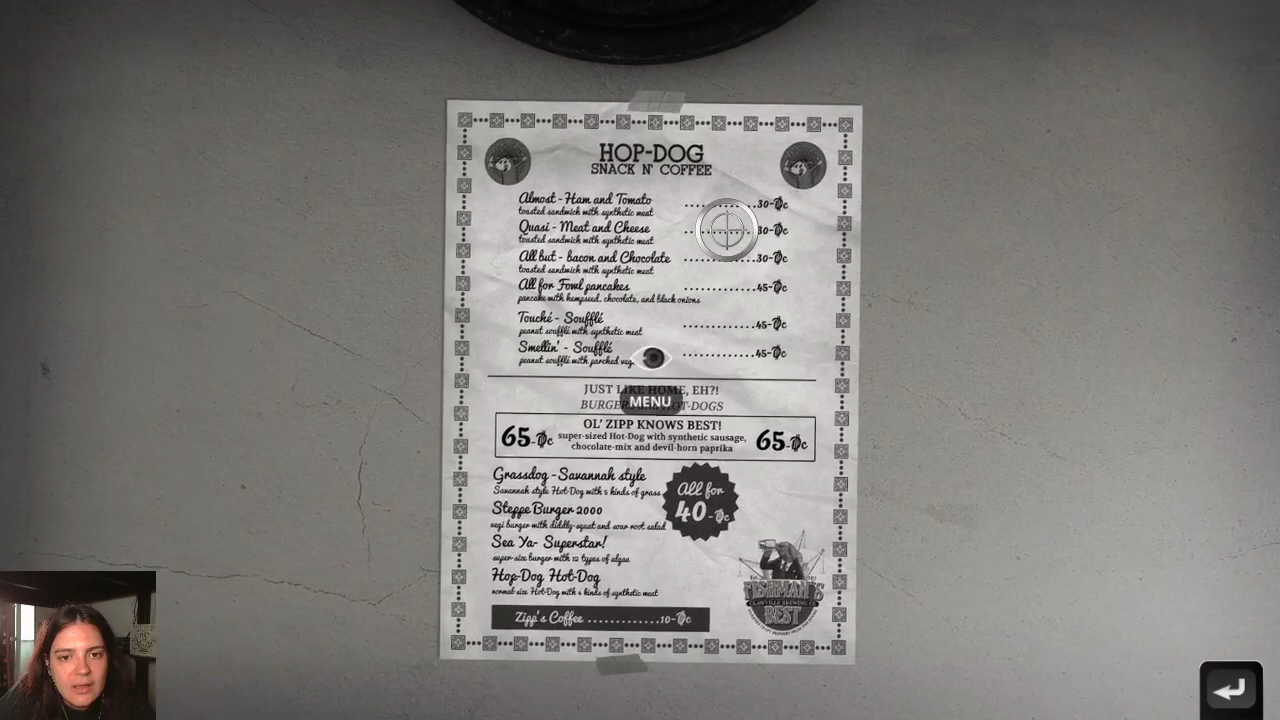 HOP-DOG
SNACK N' COFFEE
Almost - Ham and Tomato ............30-c
toasted sandwich with synthetic meat
Quasi - Meat and Cheese ............30-c
toasted sandwich with synthetic meat
All but - bacon and Chocolate ............30-c
toasted sandwich with synthetic meat
All for Fowl pancakes ............45-c
pancake with hempseed, chocolate, and black onions
Touché - Soufflé ............45-c
peanut soufflé with synthetic meat
Smellin' - Soufflé ............45-c
peanut soufflé with parched
JUST LIKE HOME, EH?!
MENU
OL' ZIPP KNOWS BEST!
65-c super-sized Hot-Dog with synthetic sausage, 65-c
chocolate-mix and devil-horn paprika
Grassdog - Savannah style
Savannah style Hot-Dog with 5 kinds of grass
All for
40-c
Steppe Burger 2000
vegi burger with diddly-squat and sour root salad
Sea Ya- Superstar!
super-size burger with 12 types of algae
Hop-Dog Hot-Dog
normal-size Hot-Dog with 4 kinds of synthetic meat
FISHMAN'S
BREWING
BEST
Zipp's Coffee .............10-c